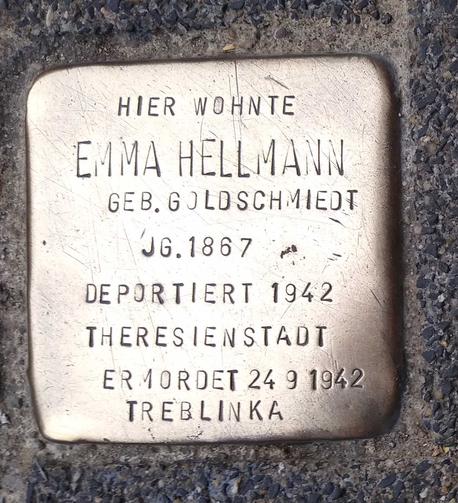 HIER WOHNTE
EMMA HELLMANN
GEB. GOLDSCHMIEDT
JG. 1867
DEPORTIERT 1942
THERESIENSTADT
ERMORDET 24 9 1942
TREBLINKA